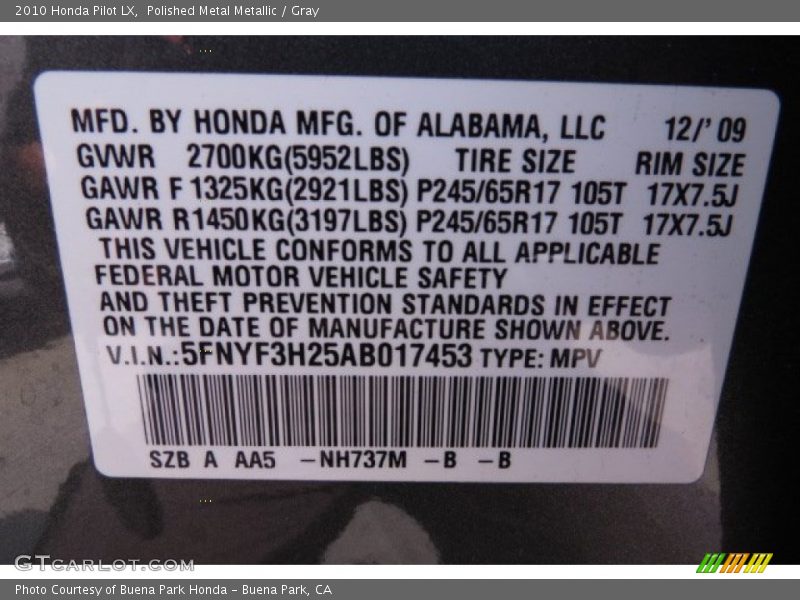 2010 Honda Pilot LX, Polished Metal Metallic / Gray
MFD. BY HONDA MFG. OF ALABAMA, LLC 12/'09
GVWR 2700KG(5952LBS) TIRE SIZE RIM SIZE
GAWR F 1325KG(2921LBS) P245/65R17 105T 17X7.5J
GAWR R1450KG(3197LBS) P245/65R17 105T 17X7.5J
THIS VEHICLE CONFORMS TO ALL APPLICABLE
FEDERAL MOTOR VEHICLE SAFETY
AND THEFT PREVENTION STANDARDS IN EFFECT
ON THE DATE OF MANUFACTURE SHOWN ABOVE.
V.I.N.:5FNYF3H25AB017453 TYPE: MPV
SZB A AA5 –NH737M –B –B
GTCARLOT.COM
Photo Courtesy of Buena Park Honda – Buena Park, CA